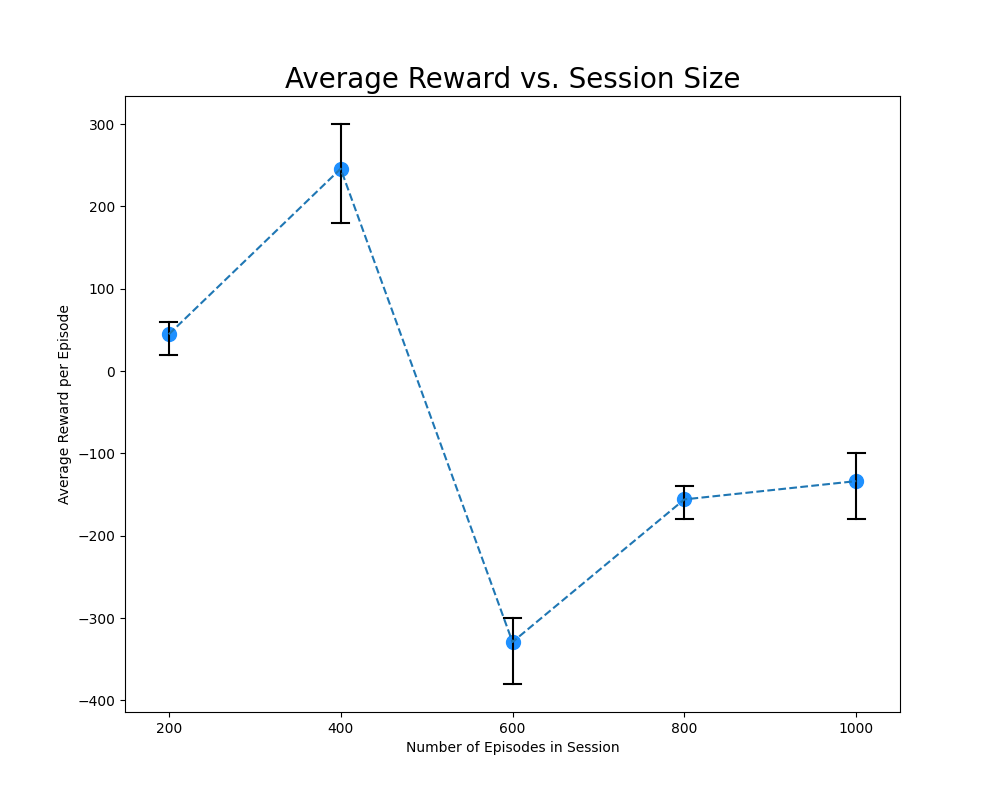 Average Reward vs. Session Size
300
200
100
0
−100
−200
−300
−400
Average Reward per Episode
200 400 600 800 1000
Number of Episodes in Session